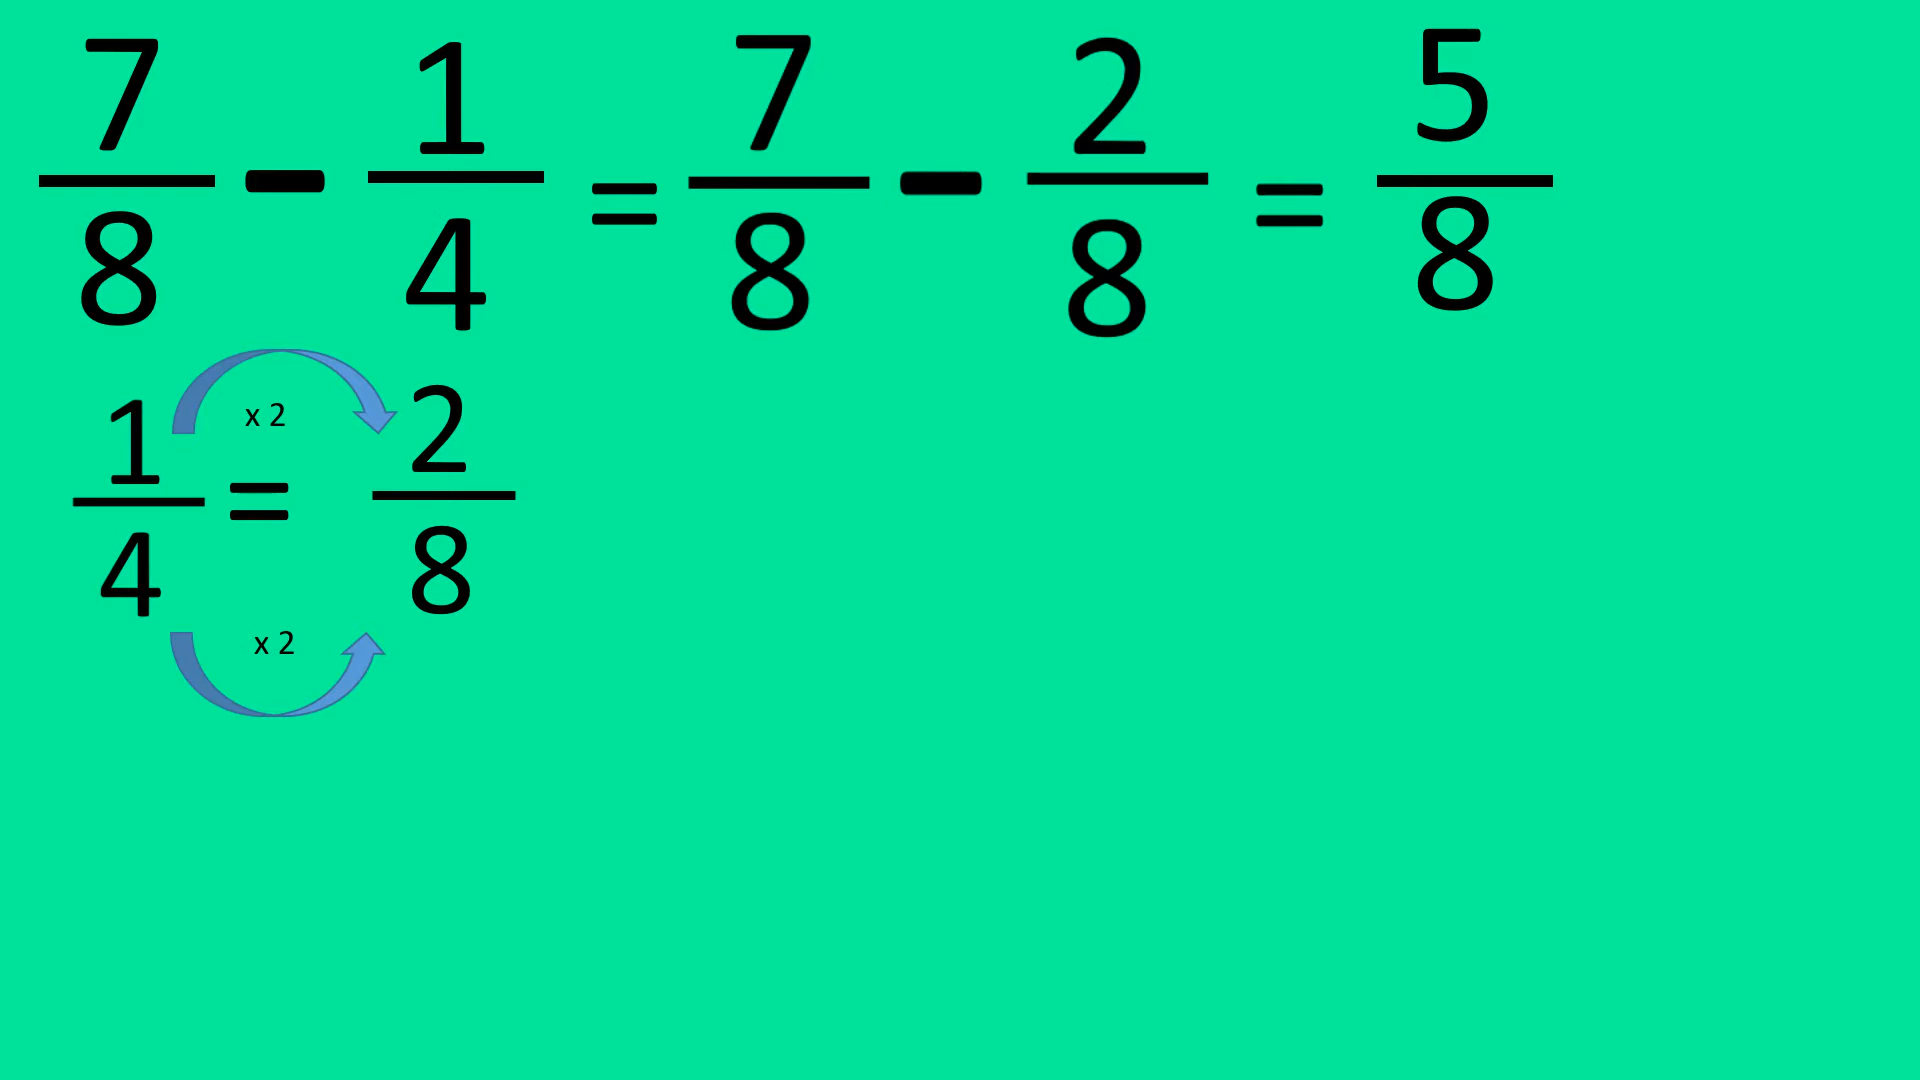 7/8 - 1/4 = 7/8 - 2/8 = 5/8
x 2
1/4 = 2/8
x 2